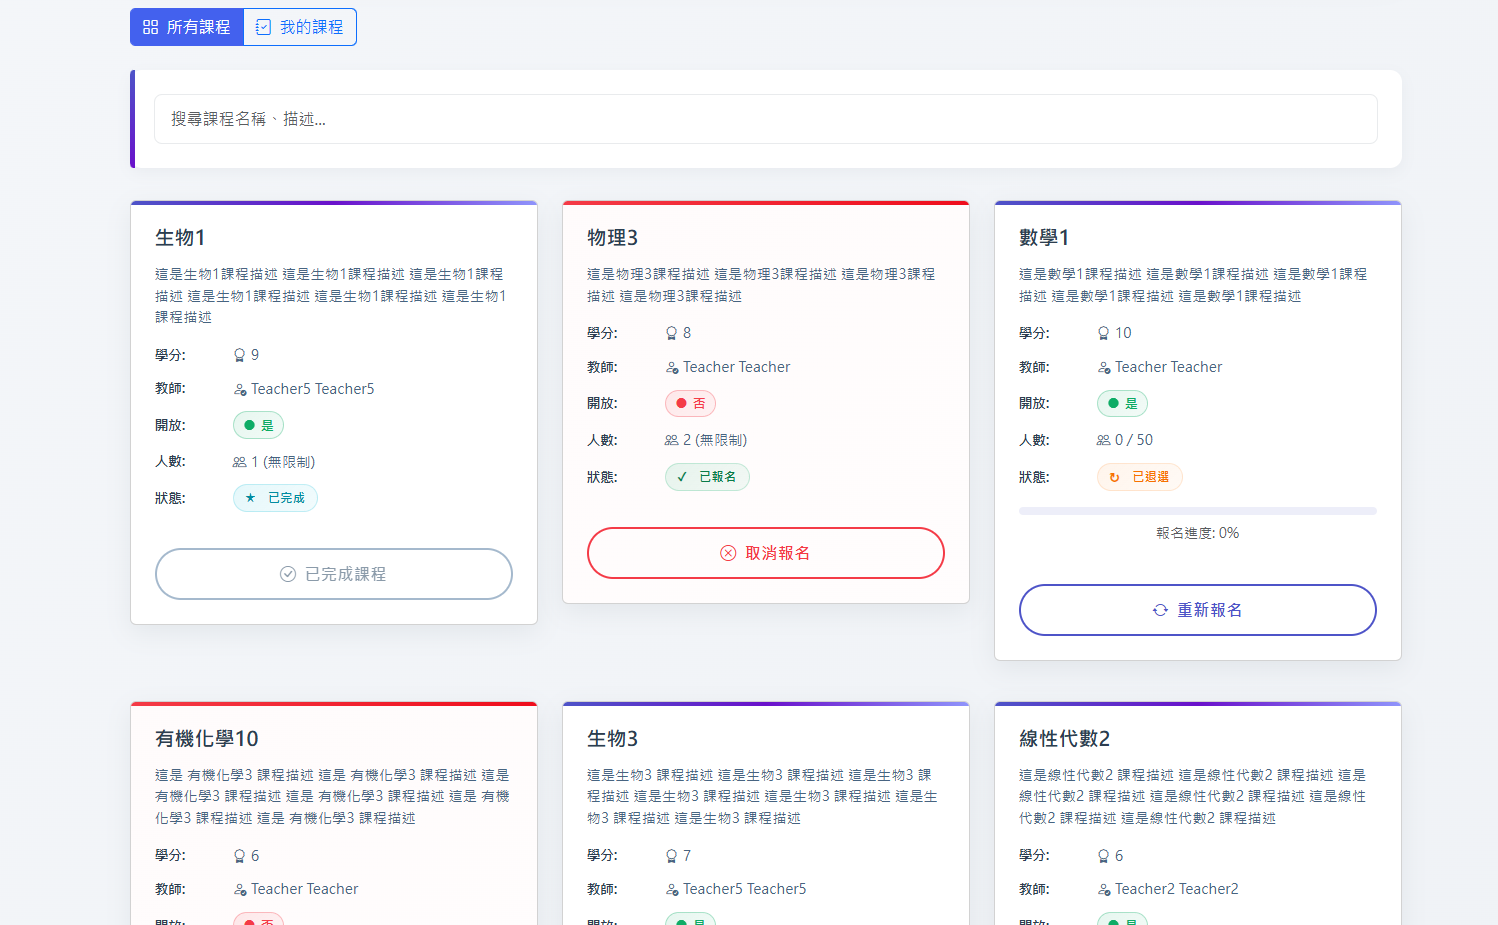 所有課程 我的課程
搜尋課程名稱、描述...
生物1
這是生物1課程描述 這是生物1課程描述 這是生物1課程
描述 這是生物1課程描述 這是生物1課程描述 這是生物1
課程描述
學分: 9
教師: Teacher5 Teacher5
開放: 是
人數: 1 (無限制)
狀態: ★ 已完成
已完成課程
物理3
這是物理3課程描述 這是物理3課程描述 這是物理3課程
描述 這是物理3課程描述
學分: 8
教師: Teacher Teacher
開放: 否
人數: 2 (無限制)
狀態: ✓ 已報名
取消報名
數學1
這是數學1課程描述 這是數學1課程描述 這是數學1課程
描述 這是數學1課程描述 這是數學1課程描述
學分: 10
教師: Teacher Teacher
開放: 是
人數: 0 / 50
狀態: ↻ 已退選
報名進度: 0%
重新報名
有機化學10
這是 有機化學3 課程描述 這是 有機化學3 課程描述 這是
有機化學3 課程描述 這是 有機化學3 課程描述 這是 有機
化學3 課程描述 這是 有機化學3 課程描述
學分: 6
教師: Teacher Teacher
開放: 否
生物3
這是生物3 課程描述 這是生物3 課程描述 這是生物3 課
程描述 這是生物3 課程描述 這是生物3 課程描述 這是生
物3 課程描述 這是生物3 課程描述
學分: 7
教師: Teacher5 Teacher5
開放: 是
線性代數2
這是線性代數2 課程描述 這是線性代數2 課程描述 這是
線性代數2 課程描述 這是線性代數2 課程描述 這是線性
代數2 課程描述 這是線性代數2 課程描述
學分: 6
教師: Teacher2 Teacher2
開放: 是